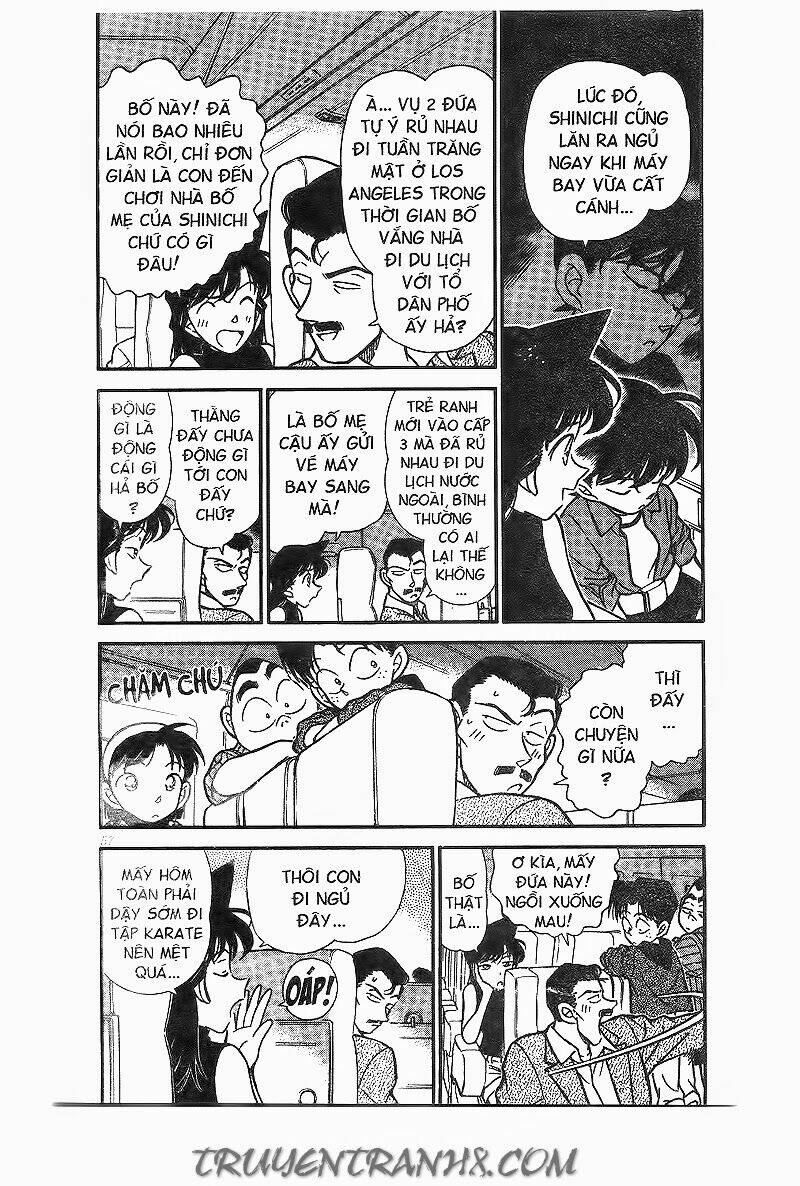 LÚC ĐÓ,
SHINICHI CŨNG
LĂN RA NGỦ
NGAY KHI MÁY
BAY VỪA CẤT
CÁNH...
À... VỤ 2 ĐỨA
TỰ Ý RỦ NHAU
ĐI TUẦN TRĂNG
MẬT Ở LOS
ANGELES TRONG
THỜI GIAN BỐ
VẮNG NHÀ
ĐI DU LỊCH
VỚI TỔ
DÂN PHỐ
ẤY HẢ?
BỐ NÀY! ĐÃ
NÓI BAO NHIÊU
LẦN RỒI, CHỈ ĐƠN
GIẢN LÀ CON ĐẾN
CHƠI NHÀ BỐ
MẸ CỦA SHINICHI
CHỨ CÓ GÌ
ĐÂU!
TRẺ RANH
MỚI VÀO CẤP
3 MÀ ĐÃ RỦ
NHAU ĐI DU
LỊCH NƯỚC
NGOÀI, BÌNH
THƯỜNG
CÓ AI
LẠI THẾ
KHÔNG...
LÀ BỐ MẸ
CẬU ẤY GỬI
VÉ MÁY
BAY SANG
MÀ!
THẰNG
ĐẤY CHƯA
ĐỘNG GÌ
TỚI CON
ĐẤY
CHỨ?
ĐỘNG
GÌ LÀ
ĐỘNG
CÁI GÌ
HẢ BỐ
?
THÌ
ĐẤY
...
CÒN
CHUYỆN
GÌ NỮA
?
CHĂM CHÚ
Ơ KÌA, MẤY
ĐỨA NÀY!
NGỒI XUỐNG
MAU!
BỐ
THẬT
LÀ...
THÔI CON
ĐI NGỦ
ĐÂY...
OÁP!
MẤY HÔM
TOÀN PHẢI
DẬY SỚM ĐI
TẬP KARATE
NÊN MỆT
QUÁ...
TRUYENTRANH8.COM